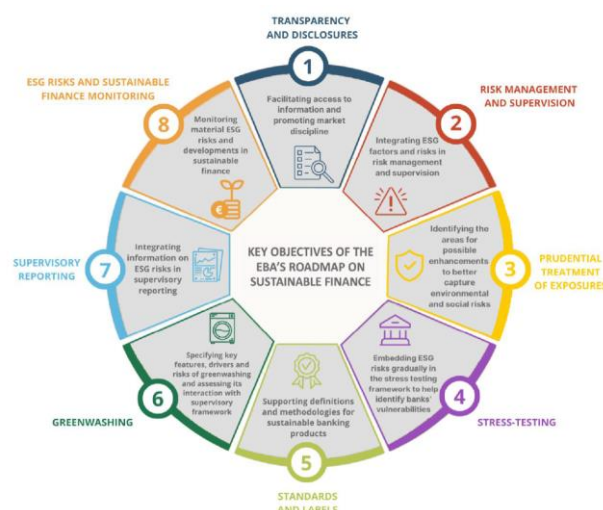 TRANSPARENCY
AND DISCLOSURES
1
Facilitating access to
information and
promoting market
discipline
RISK MANAGEMENT
AND SUPERVISION
2
Integrating ESG
factors and risks in
risk management
and supervision
PRUDENTIAL
TREATMENT
OF EXPOSURES
3
Identifying the
areas for
possible
enhancements
to better
capture
environmental
and social risks
STRESS-TESTING
4
Embedding ESG
risks gradually in
the stress testing
framework to help
identify banks'
vulnerabilities
STANDARDS
AND LABELS
5
Supporting definitions and
methodologies for
sustainable banking
products
GREENWASHING
6
Specifying key
features, drivers and
risks of greenwashing
and assessing its
interaction with
supervisory
framework
SUPERVISORY
REPORTING
7
Integrating
information on
ESG risks in
supervisory
reporting
ESG RISKS AND SUSTAINABLE
FINANCE MONITORING
8
Monitoring
material ESG
risks and
developments in
sustainable
finance
€
KEY OBJECTIVES OF THE
EBA'S ROADMAP ON
SUSTAINABLE FINANCE